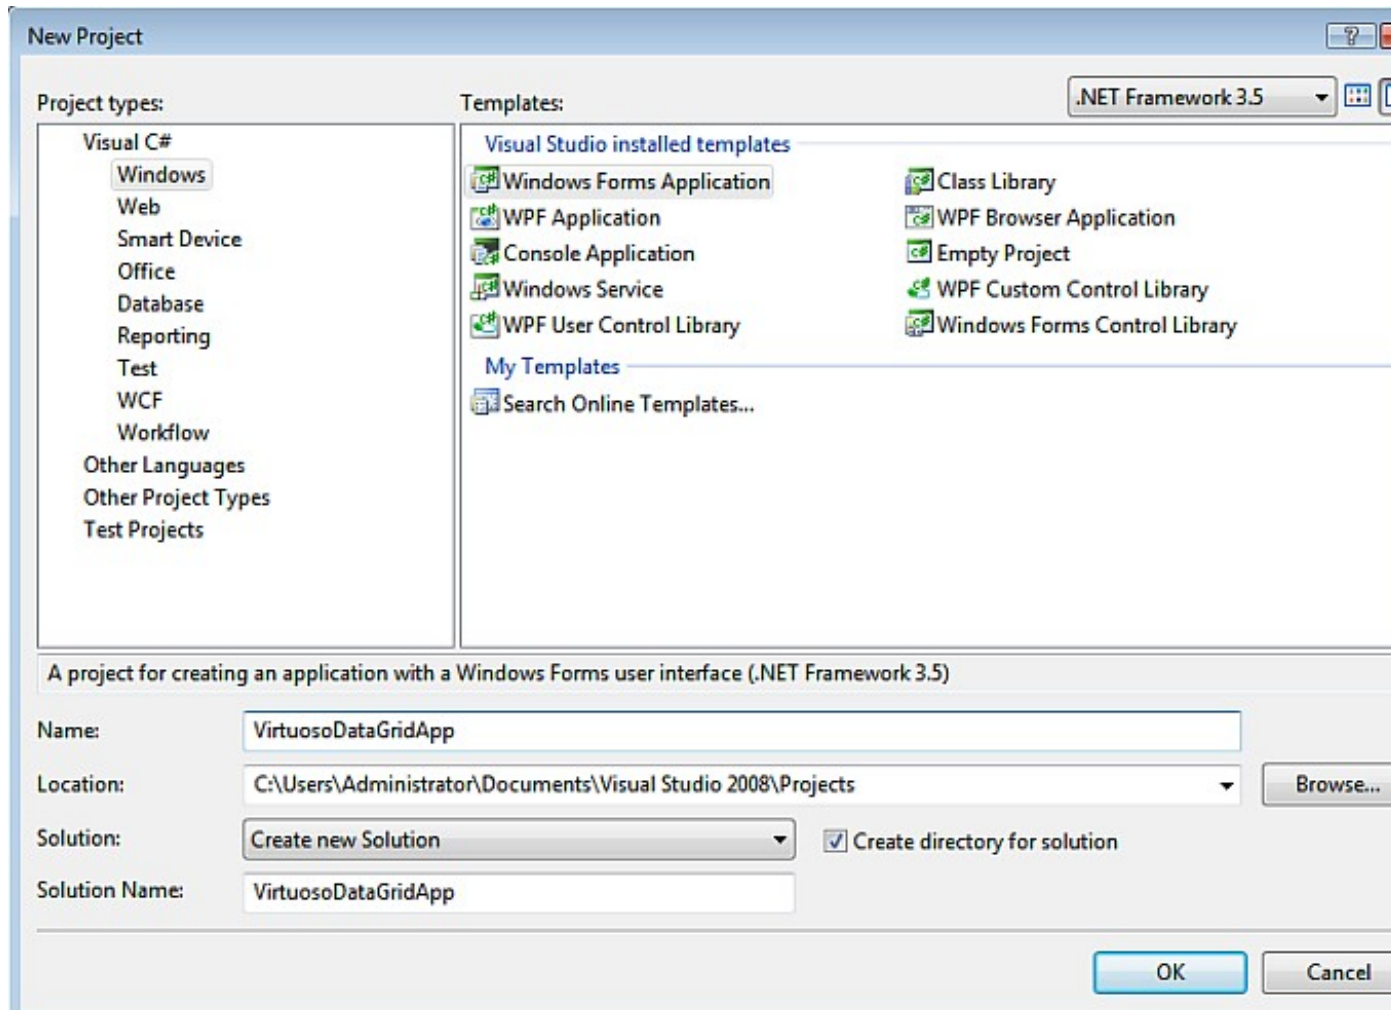 New Project
Project types:
Templates:
.NET Framework 3.5
Visual C#
Windows
Web
Smart Device
Office
Database
Reporting
Test
WCF
Workflow
Other Languages
Other Project Types
Test Projects
Visual Studio installed templates
Windows Forms Application
Class Library
WPF Application
WPF Browser Application
Console Application
Empty Project
Windows Service
WPF Custom Control Library
WPF User Control Library
Windows Forms Control Library
My Templates
Search Online Templates...
A project for creating an application with a Windows Forms user interface (.NET Framework 3.5)
Name:
VirtuosoDataGridApp
Location:
C:\Users\Administrator\Documents\Visual Studio 2008\Projects
Browse...
Solution:
Create new Solution
Create directory for solution
Solution Name:
VirtuosoDataGridApp
OK
Cancel